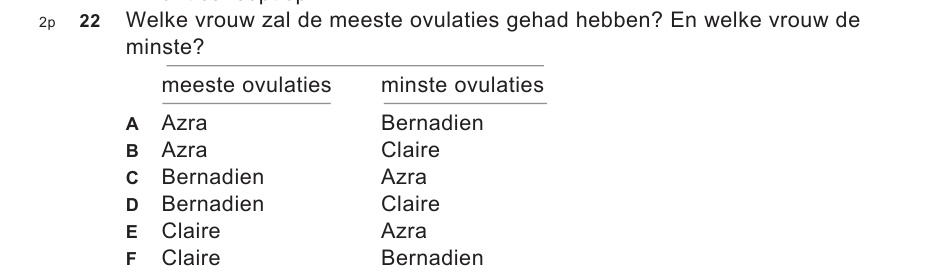 2p 22 Welke vrouw zal de meeste ovulaties gehad hebben? En welke vrouw de
minste?
meeste ovulaties minste ovulaties
A Azra Bernadien
B Azra Claire
C Bernadien Azra
D Bernadien Claire
E Claire Azra
F Claire Bernadien